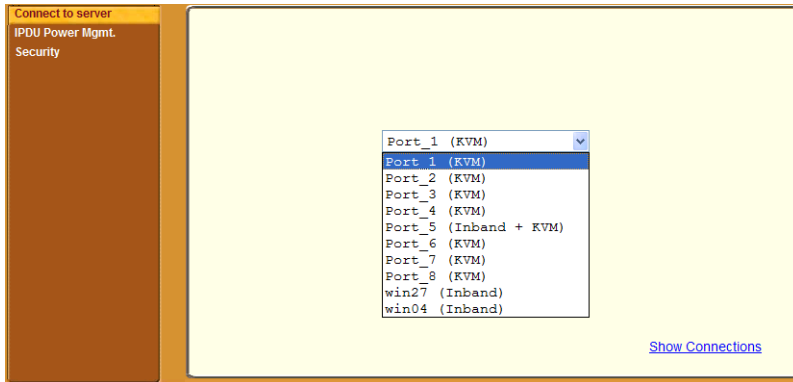 Connect to server
IPDU Power Mgmt.
Security
Port_1 (KVM)
Port_1 (KVM)
Port_2 (KVM)
Port_3 (KVM)
Port_4 (KVM)
Port_5 (Inband + KVM)
Port_6 (KVM)
Port_7 (KVM)
Port_8 (KVM)
win27 (Inband)
win04 (Inband)
Show Connections